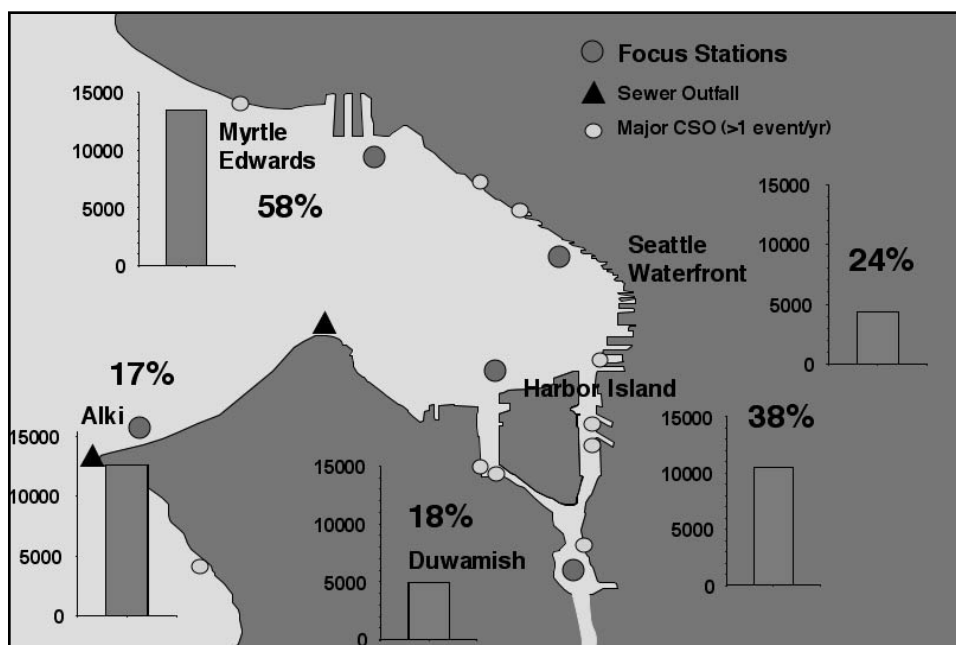 Focus Stations
Sewer Outfall
Major CSO (>1 event/yr)
15000
10000
5000
0
Myrtle
Edwards
58%
Seattle
Waterfront
15000
10000
5000
0
24%
17%
Alki
15000
10000
5000
0
Harbor Island
38%
15000
10000
5000
0
18%
Duwamish
15000
10000
5000
0